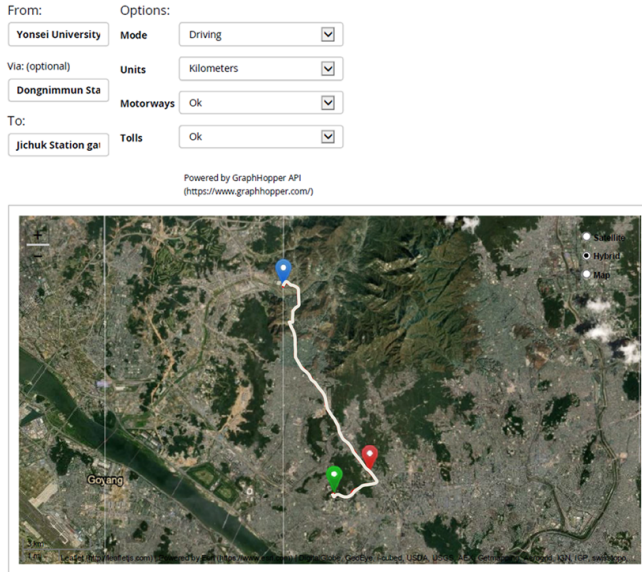 From:
Options:
Yonsei University
Mode
Driving
Via: (optional)
Units
Kilometers
Dongnimmun Sta
Motorways
Ok
To:
Tolls
Ok
Jichuk Station gat
Powered by GraphHopper API
(https://www.graphhopper.com/)
+
−
Satellite
Hybrid
Map
Goyang